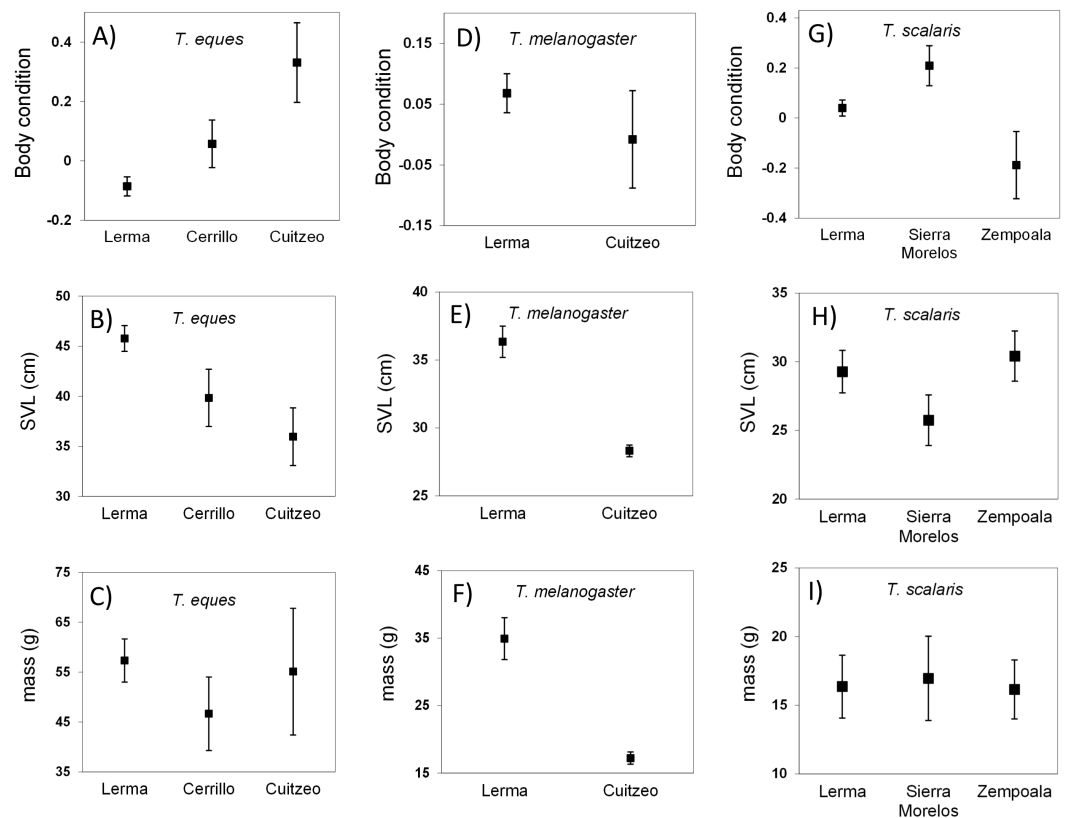 A)
T. eques
Body condition
0.4
0.2
0
-0.2
Lerma Cerrillo Cuitzeo
D)
T. melanogaster
Body condition
0.15
0.05
-0.05
-0.15
Lerma Cuitzeo
G)
T. scalaris
Body condition
0.4
0.2
0
-0.2
-0.4
Lerma Sierra Zempoala
Morelos
B)
T. eques
SVL (cm)
50
45
40
35
30
Lerma Cerrillo Cuitzeo
E)
T. melanogaster
SVL (cm)
40
35
30
25
Lerma Cuitzeo
H)
T. scalaris
SVL (cm)
35
30
25
20
Lerma Sierra Zempoala
Morelos
C)
T. eques
mass (g)
75
65
55
45
35
Lerma Cerrillo Cuitzeo
F)
T. melanogaster
mass (g)
45
35
25
15
Lerma Cuitzeo
I)
T. scalaris
mass (g)
25
20
15
10
Lerma Sierra Zempoala
Morelos